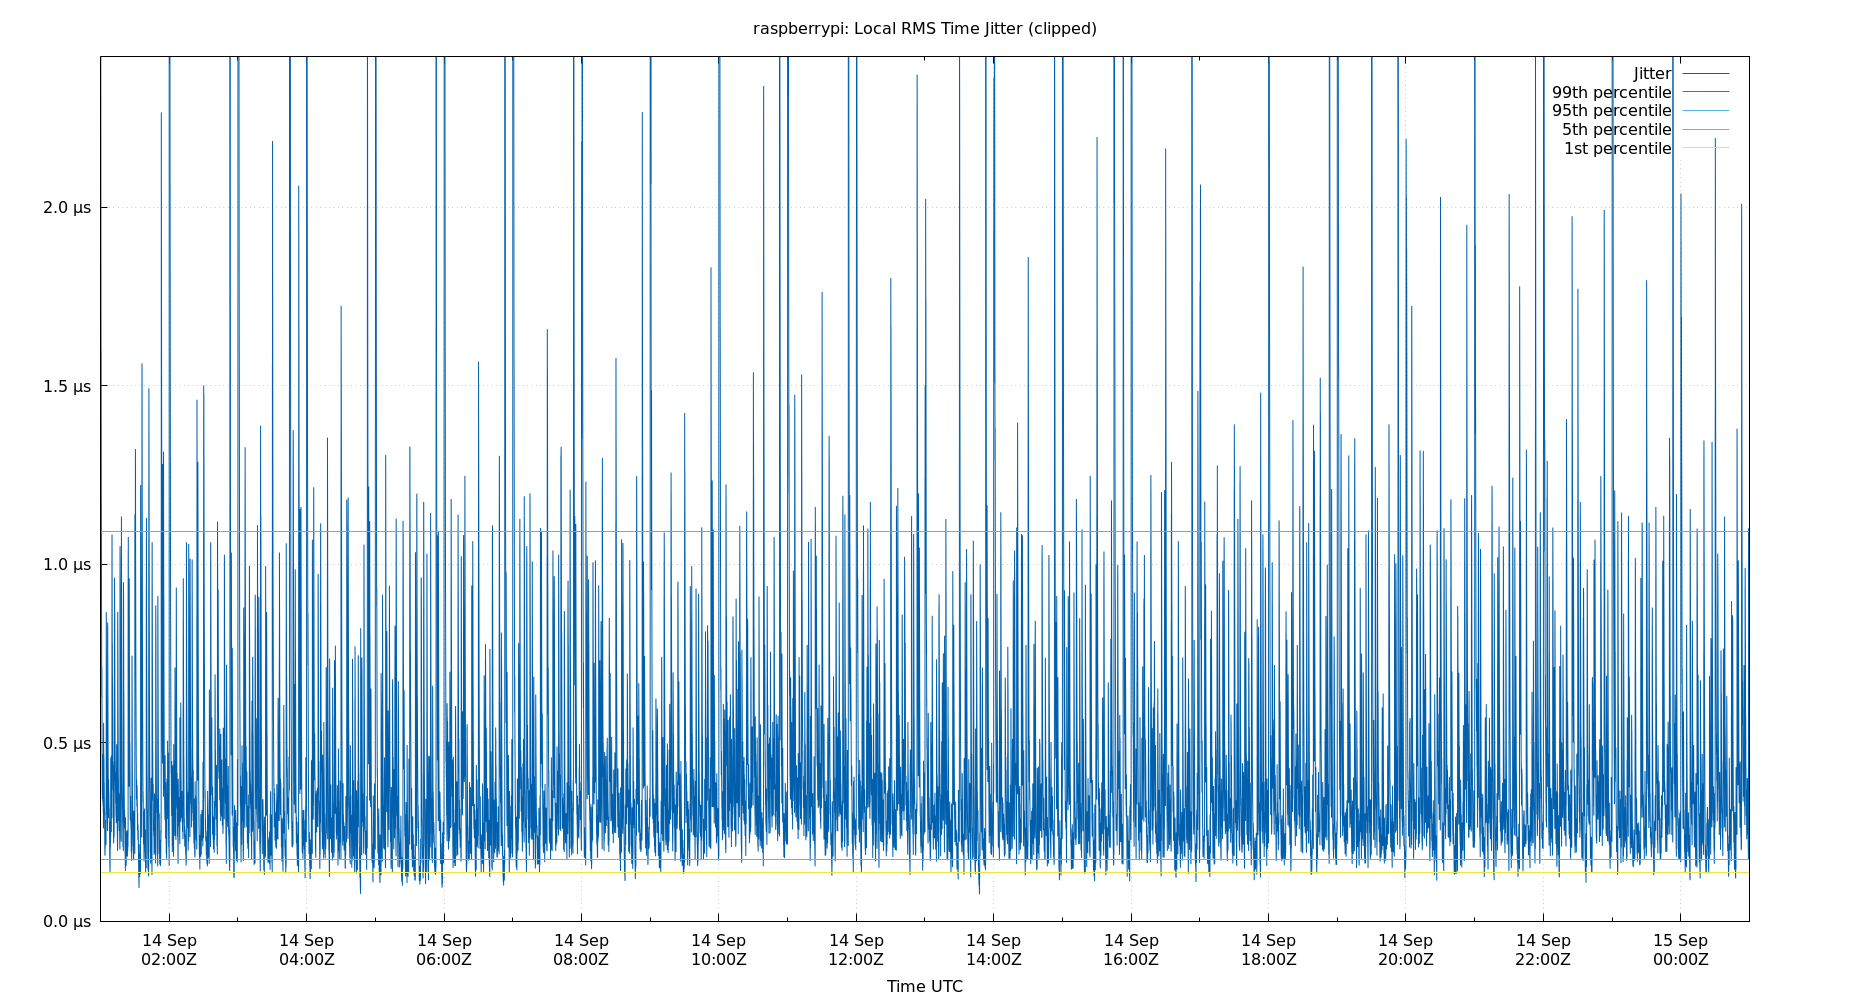 raspberrypi: Local RMS Time Jitter (clipped)
Jitter
99th percentile
95th percentile
5th percentile
1st percentile
2.0 µs
1.5 µs
1.0 µs
0.5 µs
0.0 µs
14 Sep 14 Sep 14 Sep 14 Sep 14 Sep 14 Sep 14 Sep 14 Sep 14 Sep 14 Sep 14 Sep 15 Sep
02:00Z 04:00Z 06:00Z 08:00Z 10:00Z 12:00Z 14:00Z 16:00Z 18:00Z 20:00Z 22:00Z 00:00Z
Time UTC